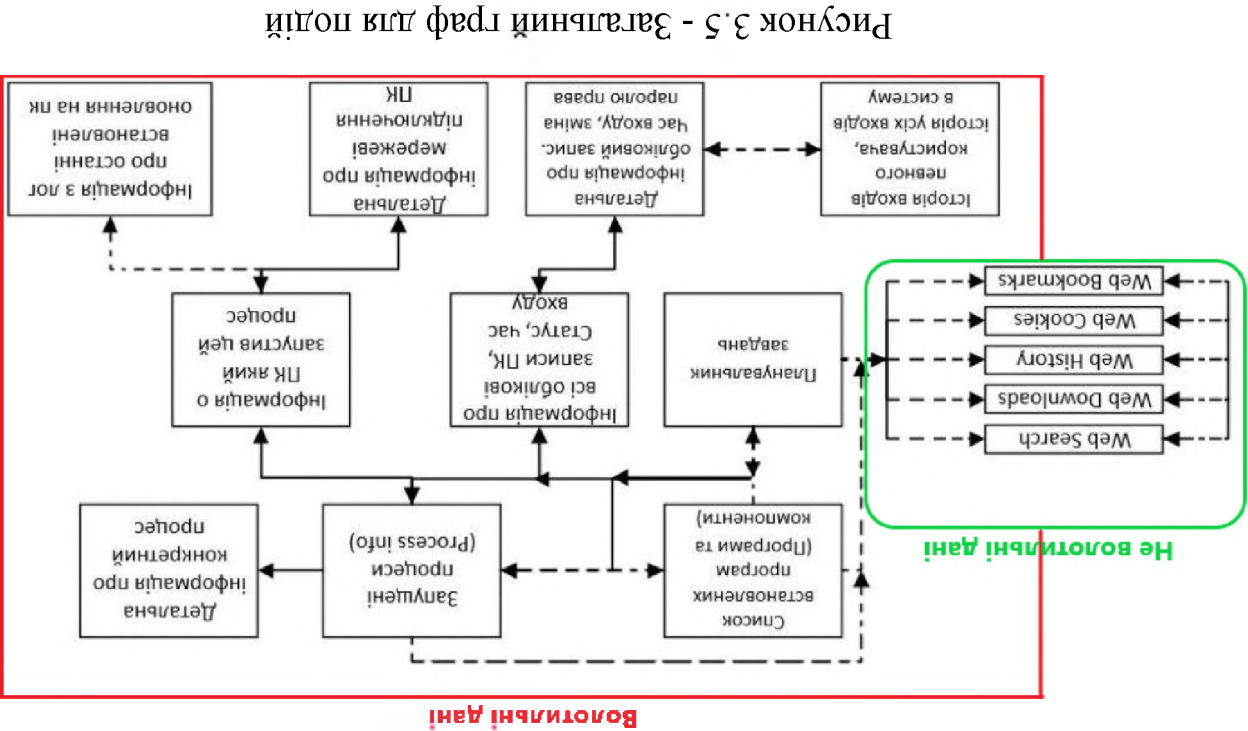 Волотильні дані
Не волотильні дані
Список
встановлених
програм
(Програми та
компоненти)
Запущені
процеси
(Process info)
Детальна
інформація про
конкретний
процес
Web Search
Web Downloads
Web History
Web Cookies
Web Bookmarks
Планувальник
завдань
Інформація про
всі облікові
записи ПК,
Статус, час
входу
Інформація о
ПК який
запустив цей
процес
Історія входів
певного
користувача,
історія усіх входів
в систему
Детальна
інформація про
обліковий запис.
Час входу, зміна
паролю права
Детальна
інформація про
мережеві
підключення
ПК
Інформація з лог
про останні
встановлені
оновлення на пк
Рисунок 3.5 - Загальний граф для подій